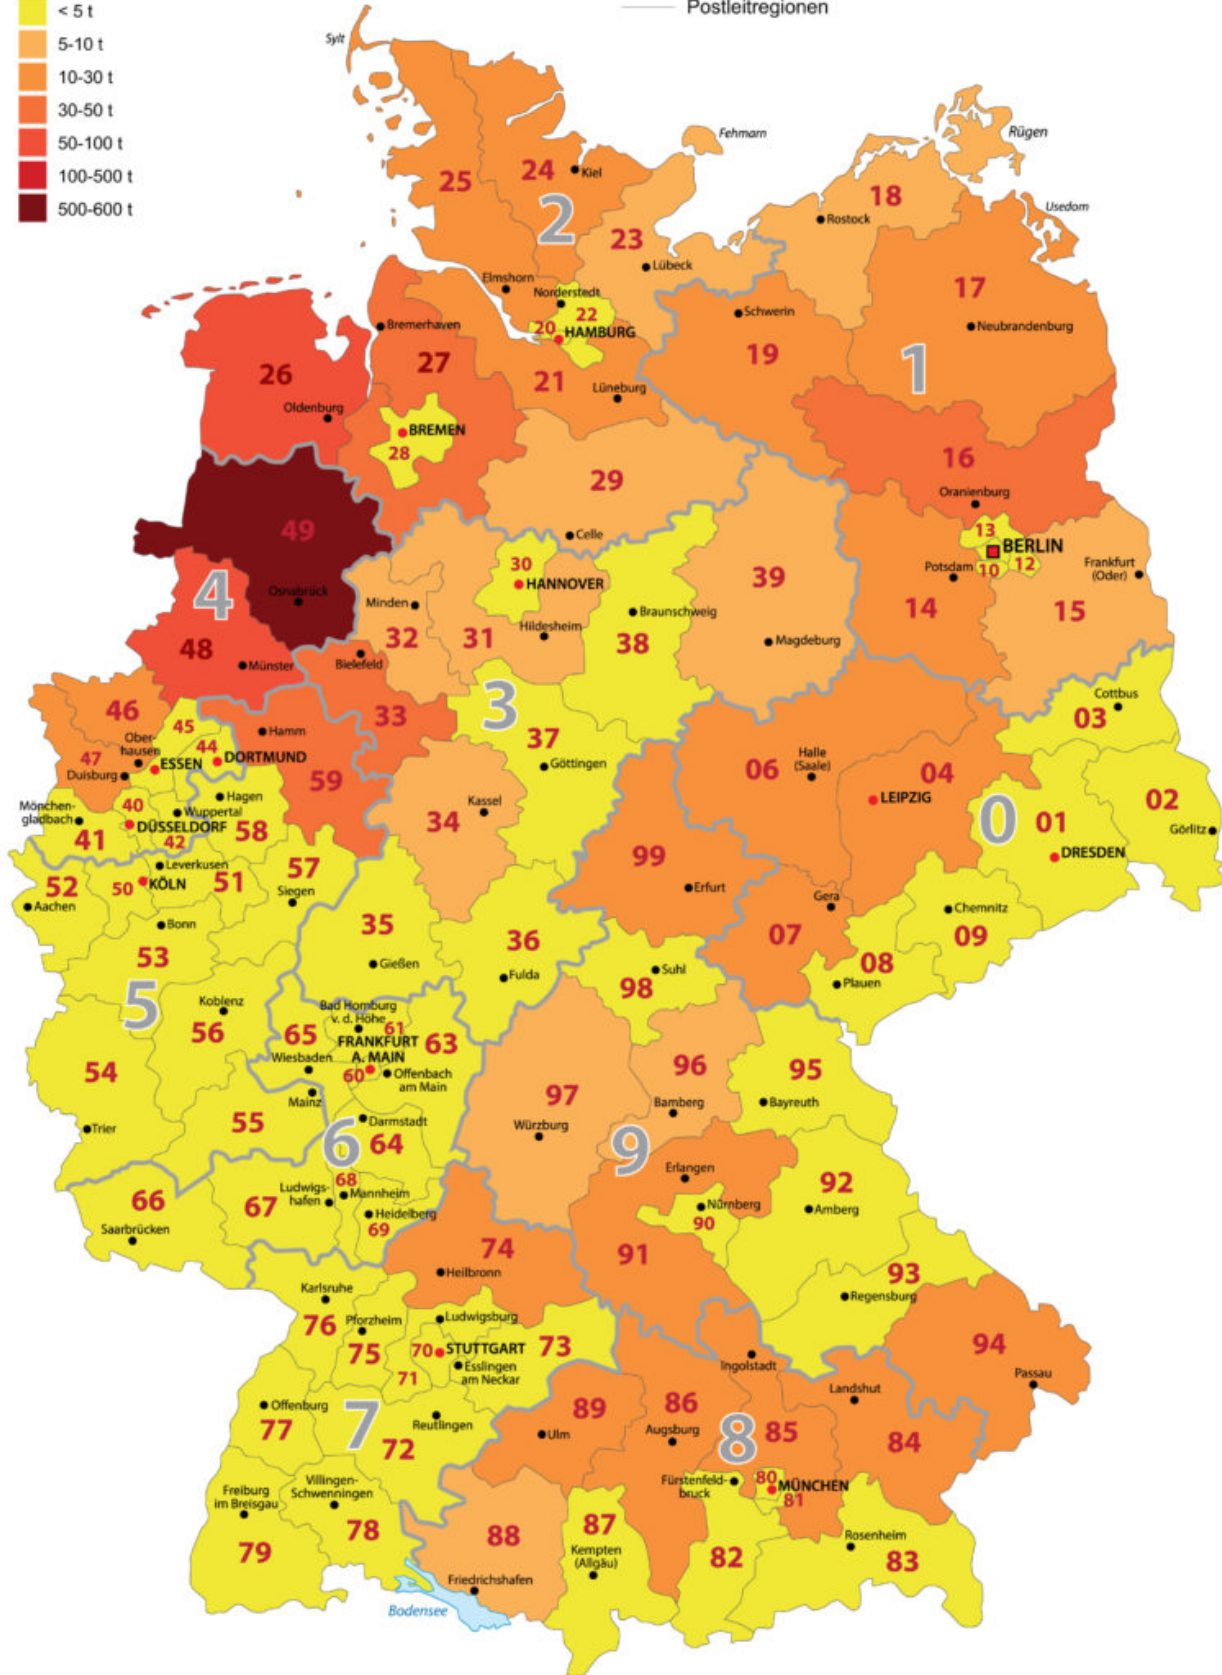 < 5 t
5-10 t
10-30 t
30-50 t
50-100 t
100-500 t
500-600 t
Postleitregionen
Sylt
Fehmarn
Rügen
Usedom
25
24
Kiel
2
23
18
Rostock
Lübeck
Elmshorn
Norderstedt
22
20
HAMBURG
17
Schwerin
Neubrandenburg
Bremerhaven
27
26
19
1
21
Lüneburg
Oldenburg
BREMEN
28
16
29
Oranienburg
49
Celle
13
BERLIN
10
12
Potsdam
Frankfurt
(Oder)
30
HANNOVER
39
4
Osnabrück
Minden
Braunschweig
14
15
32
31
Hildesheim
38
Magdeburg
48
Münster
Bielefeld
46
45
33
3
Cottbus
03
Hamm
37
47
Ober-
hausen
44
DORTMUND
ESSEN
Duisburg
59
Göttingen
06
Halle
(Saale)
04
LEIPZIG
02
Görlitz
Mönchen-
gladbach
40
Hagen
Wuppertal
DÜSSELDORF
41
42
58
34
Kassel
0
01
DRESDEN
52
Leverkusen
50
KÖLN
51
57
Siegen
99
Erfurt
Aachen
Gera
Chemnitz
Bonn
35
09
53
36
07
Gießen
Fulda
98
Suhl
08
Plauen
5
Koblenz
56
Bad Homburg
v. d. Höhe
65
61
FRANKFURT
A. MAIN
63
Wiesbaden
60
Offenbach
am Main
96
95
54
Mainz
97
Bamberg
Bayreuth
55
Darmstadt
Trier
6
64
Würzburg
9
Erlangen
66
68
Mannheim
Ludwigs-
hafen
67
Heidelberg
69
Nürnberg
90
92
Amberg
Saarbrücken
74
91
Heilbronn
93
Regensburg
Karlsruhe
76
Pforzheim
Ludwigsburg
70
STUTTGART
73
94
75
71
Esslingen
am Neckar
Ingolstadt
Passau
Landshut
Offenburg
77
7
Reutlingen
72
89
Ulm
86
Augsburg
8
85
84
Freiburg
im Breisgau
Villingen-
Schwenningen
Fürstenfeld-
bruck
80
MÜNCHEN
81
79
78
88
87
Kempten
(Allgäu)
82
Rosenheim
83
Friedrichshafen
Bodensee